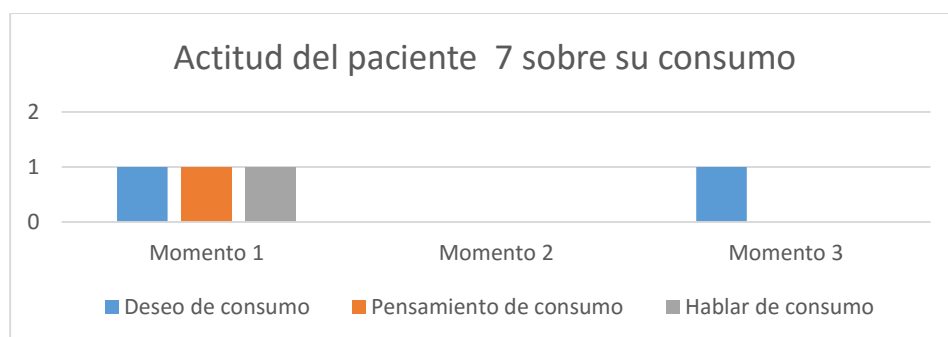 Actitud del paciente  7 sobre su consumo
2
1
0
Momento 1 Momento 2 Momento 3
Deseo de consumo Pensamiento de consumo Hablar de consumo